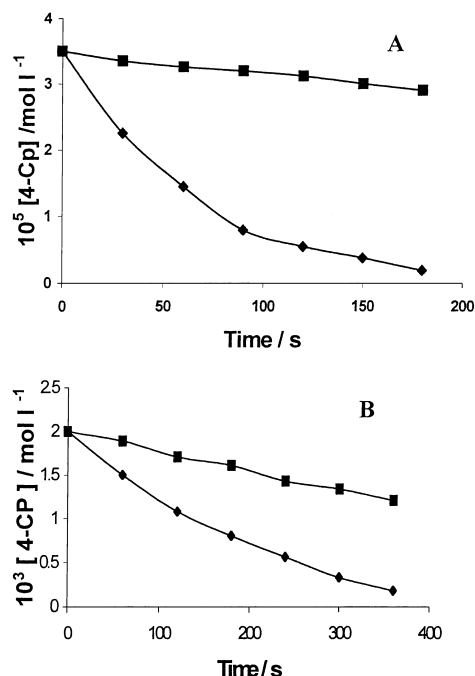 A
4
3
2
1
0
10⁵ [4-Cp] /mol l⁻¹
0 50 100 150 200
Time / s
B
2.5
2
1.5
1
0.5
0
10³ [ 4-CP ] / mol l⁻¹
0 100 200 300 400
Time/ s